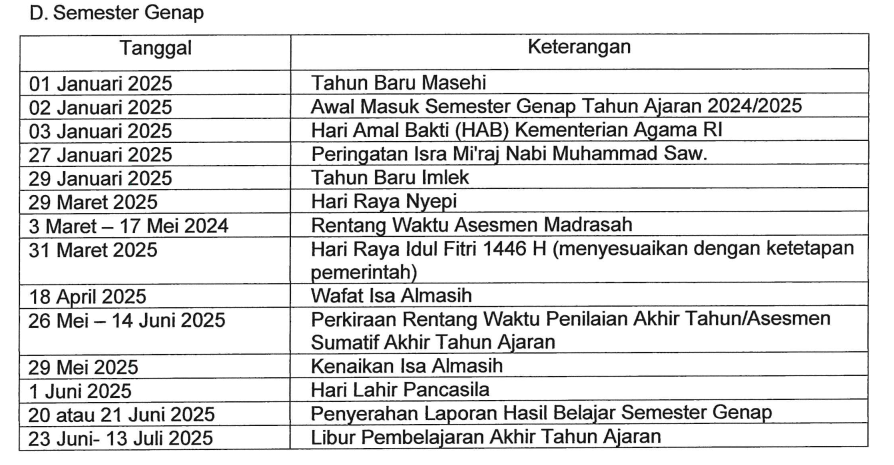 D. Semester Genap
Tanggal Keterangan
01 Januari 2025 Tahun Baru Masehi
02 Januari 2025 Awal Masuk Semester Genap Tahun Ajaran 2024/2025
03 Januari 2025 Hari Amal Bakti (HAB) Kementerian Agama RI
27 Januari 2025 Peringatan Isra Mi'raj Nabi Muhammad Saw.
29 Januari 2025 Tahun Baru Imlek
29 Maret 2025 Hari Raya Nyepi
3 Maret – 17 Mei 2024 Rentang Waktu Asesmen Madrasah
31 Maret 2025 Hari Raya Idul Fitri 1446 H (menyesuaikan dengan ketetapan
pemerintah)
18 April 2025 Wafat Isa Almasih
26 Mei – 14 Juni 2025 Perkiraan Rentang Waktu Penilaian Akhir Tahun/Asesmen
Sumatif Akhir Tahun Ajaran
29 Mei 2025 Kenaikan Isa Almasih
1 Juni 2025 Hari Lahir Pancasila
20 atau 21 Juni 2025 Penyerahan Laporan Hasil Belajar Semester Genap
23 Juni- 13 Juli 2025 Libur Pembelajaran Akhir Tahun Ajaran